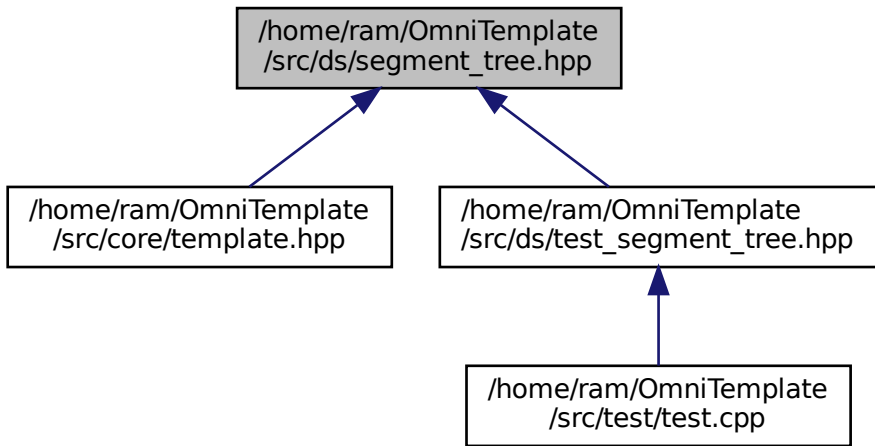 /home/ram/OmniTemplate
/src/ds/segment_tree.hpp
/home/ram/OmniTemplate
/src/core/template.hpp
/home/ram/OmniTemplate
/src/ds/test_segment_tree.hpp
/home/ram/OmniTemplate
/src/test/test.cpp